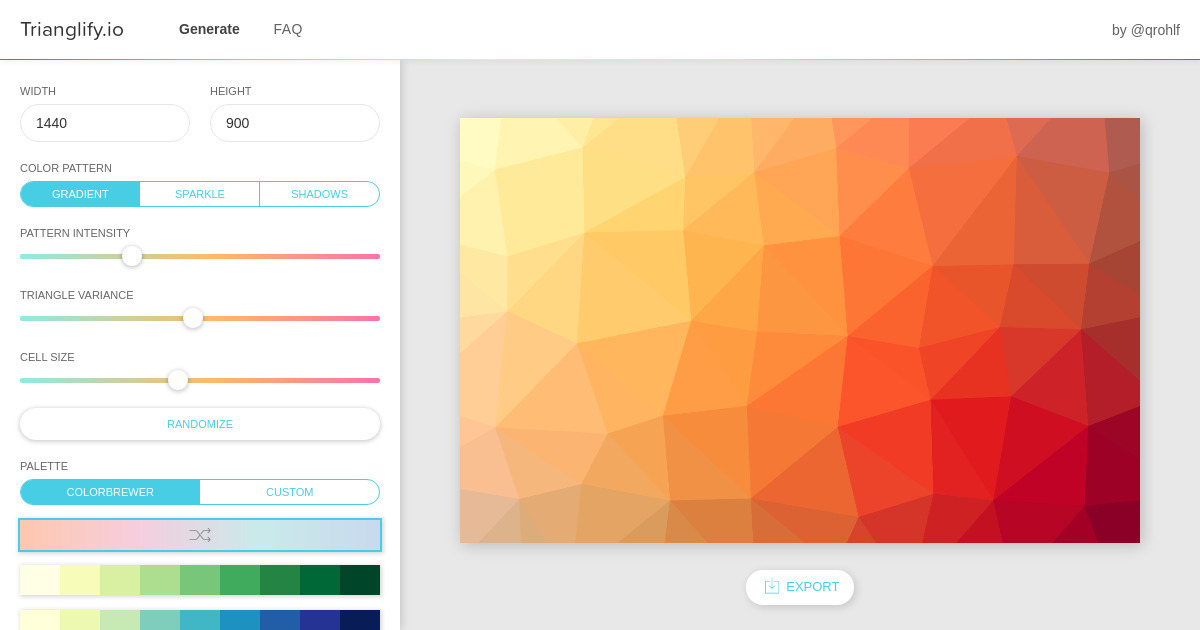 Trianglify.io Generate FAQ by @qrohlf
WIDTH HEIGHT
1440 900
COLOR PATTERN
GRADIENT SPARKLE SHADOWS
PATTERN INTENSITY
TRIANGLE VARIANCE
CELL SIZE
RANDOMIZE
PALETTE
COLORBREWER CUSTOM
EXPORT